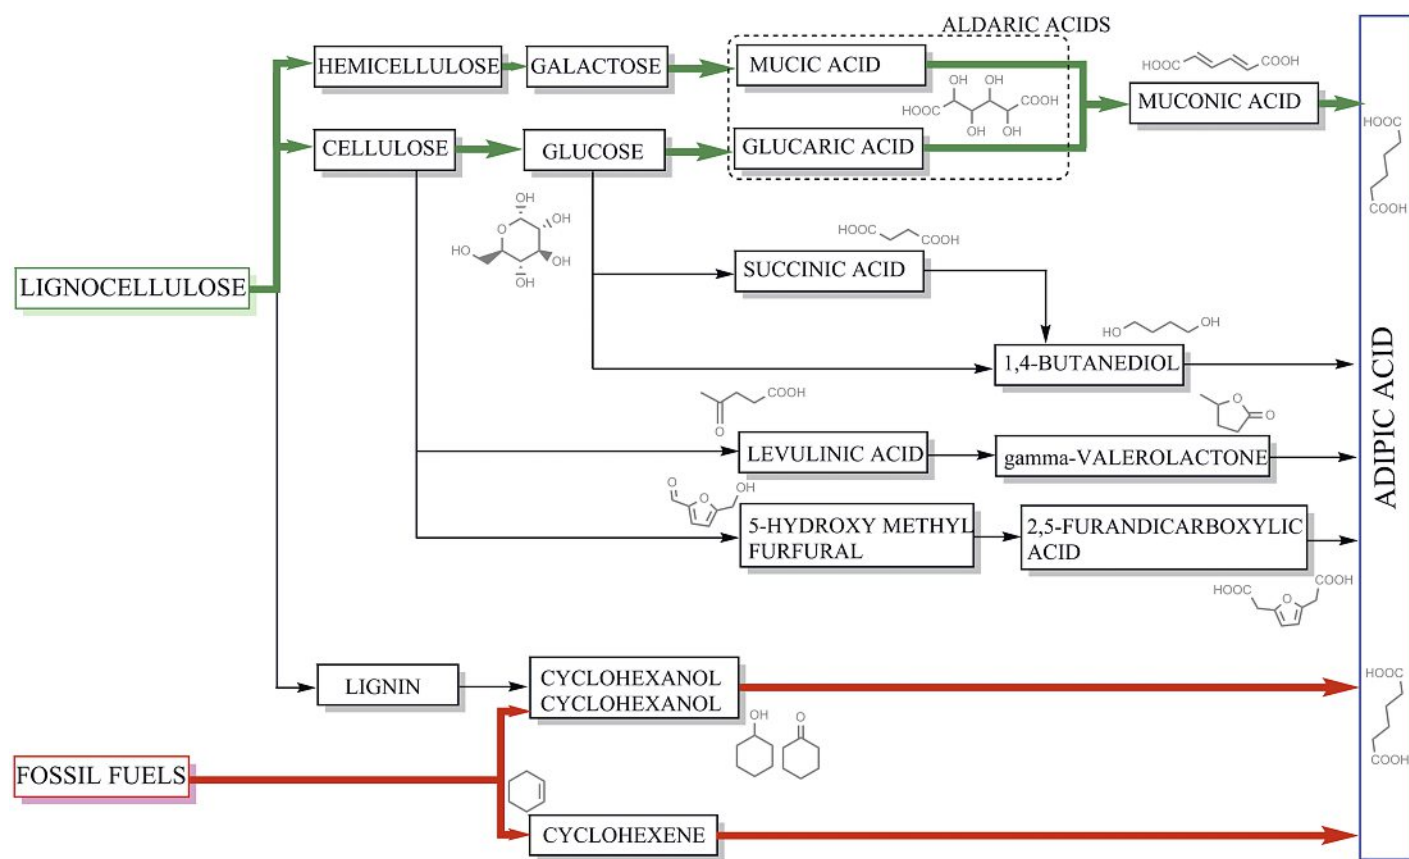 ALDARIC ACIDS
HEMICELLULOSE
GALACTOSE
MUCIC ACID
OH
OH
HOOC
COOH
OH
OH
HOOC
COOH
MUCONIC ACID
HOOC
COOH
CELLULOSE
GLUCOSE
GLUCARIC ACID
OH
OH
O
HO
OH
OH
HOOC
COOH
SUCCINIC ACID
LIGNOCELLULOSE
HO
OH
1,4-BUTANEDIOL
ADIPIC ACID
COOH
O
LEVULINIC ACID
O
O
gamma-VALEROLACTONE
O
O
OH
5-HYDROXY METHYL
FURFURAL
2,5-FURANDICARBOXYLIC
ACID
HOOC
COOH
O
LIGNIN
CYCLOHEXANOL
CYCLOHEXANOL
OH
O
HOOC
COOH
FOSSIL FUELS
CYCLOHEXENE